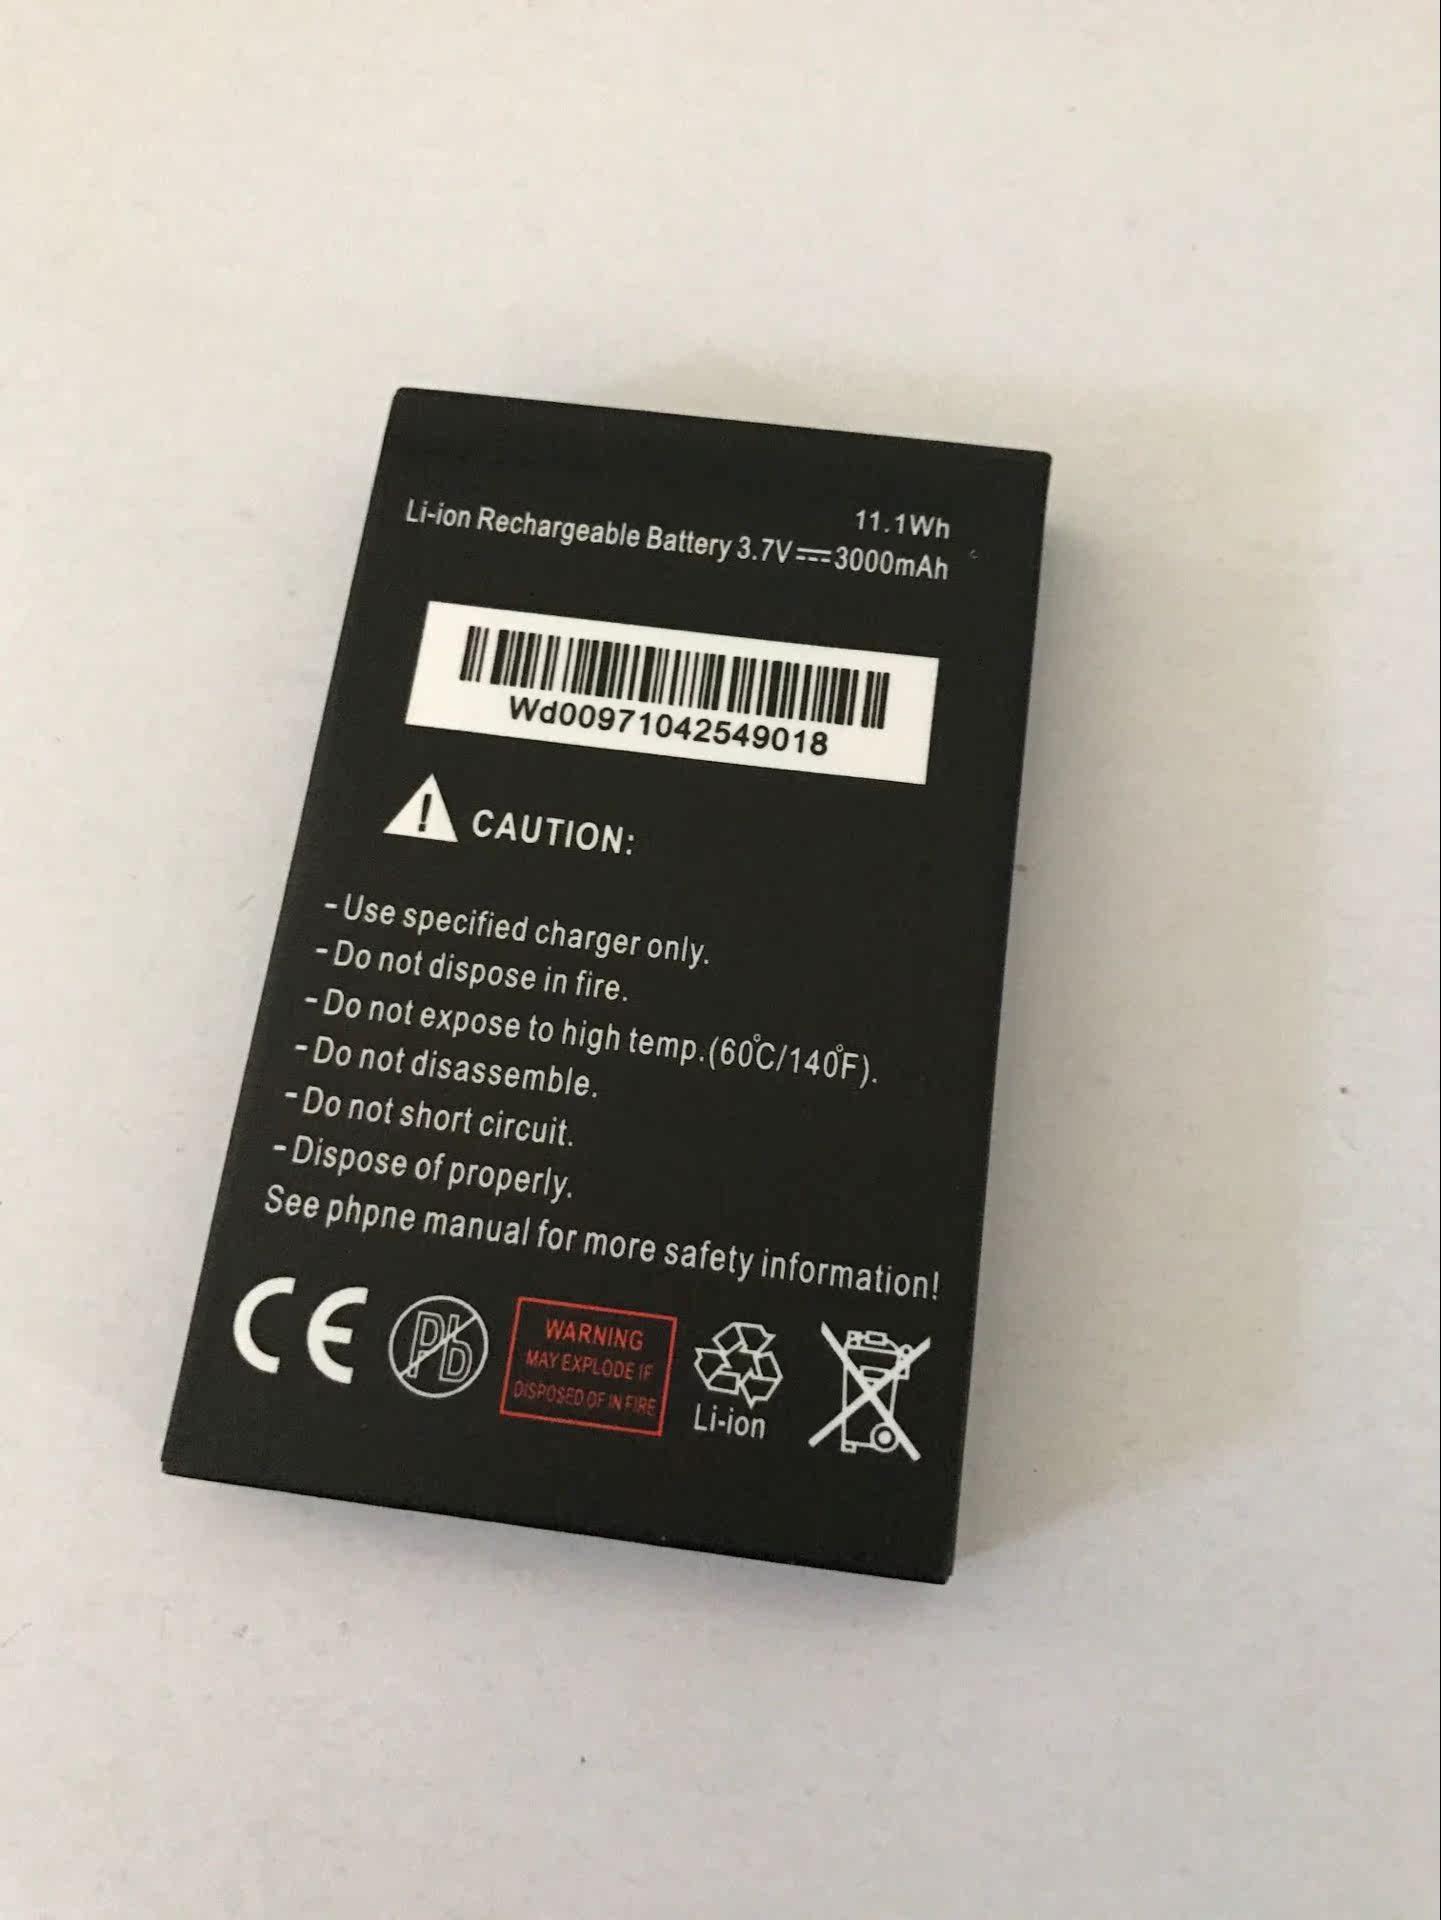 11.1Wh
Li-ion Rechargeable Battery 3.7V⎓3000mAh
Wd00971042549018
! CAUTION:
-Use specified charger only.
-Do not dispose in fire.
-Do not expose to high temp.(60°C/140°F).
-Do not disassemble.
-Do not short circuit.
-Dispose of properly.
See phpne manual for more safety information!
CE
Pb
WARNING
MAY EXPLODE IF
DISPOSED OF IN FIRE
Li-ion